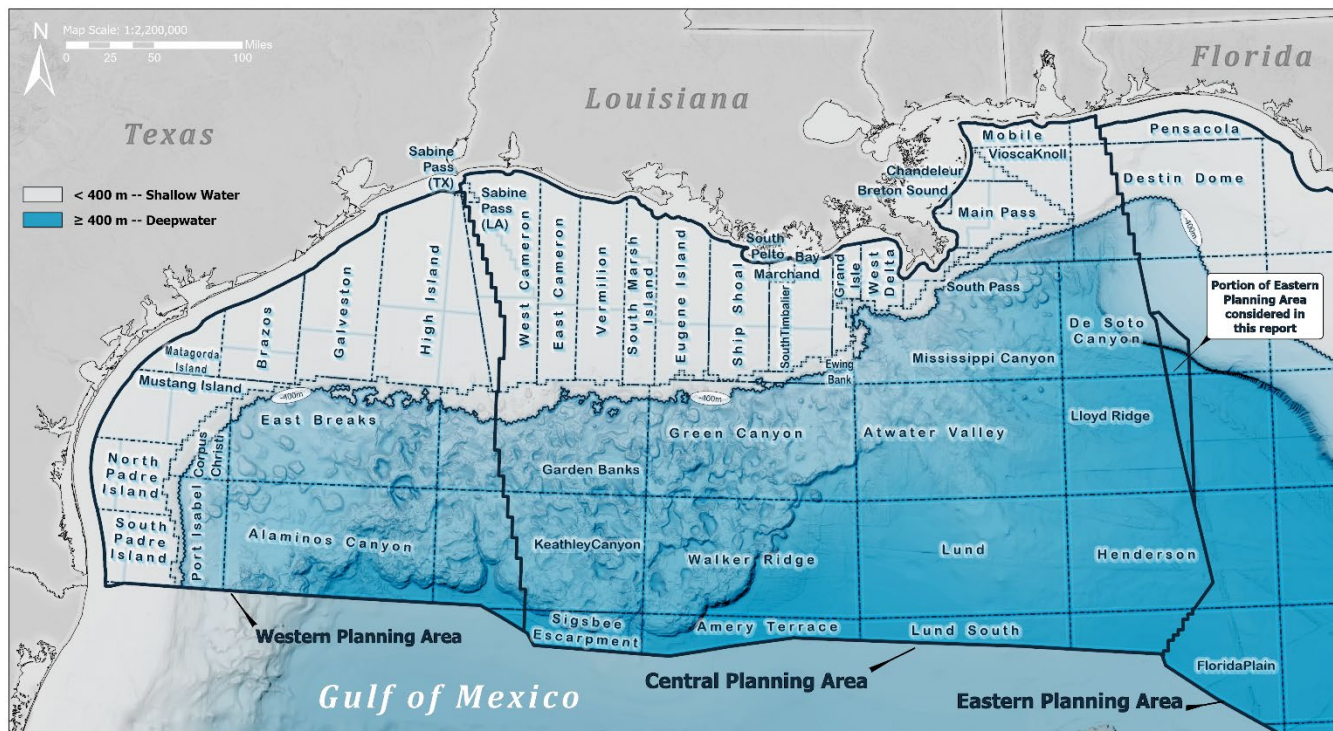 N
Map Scale: 1:2,200,000
Miles
0 25 50 100
Texas
Louisiana
Florida
< 400 m -- Shallow Water
≥ 400 m -- Deepwater
Sabine
Pass
(TX)
Sabine
Pass
(LA)
West Cameron
East Cameron
Vermilion
South Marsh
Island
Eugene Island
Ship Shoal
South
Pelto
Bay
Marchand
SouthTimbalier
Grand
Isle
West
Delta
Chandeleur
Breton Sound
Main Pass
Mobile
VioscaKnoll
Pensacola
Destin Dome
South Pass
-400m
Portion of Eastern
Planning Area
considered in
this report
De Soto
Canyon
High Island
Galveston
Brazos
Matagorda
Island
Mustang Island
-400m
-400m
Ewing
Bank
Mississippi Canyon
Lloyd Ridge
Atwater Valley
Green Canyon
Garden Banks
East Breaks
Corpus
Christi
North
Padre
Island
South
Padre
Island
Port Isabel
Alaminos Canyon
KeathleyCanyon
Walker Ridge
Lund
Henderson
Sigsbee
Escarpment
Amery Terrace
Lund South
FloridaPlain
Western Planning Area
Central Planning Area
Eastern Planning Area
Gulf of Mexico